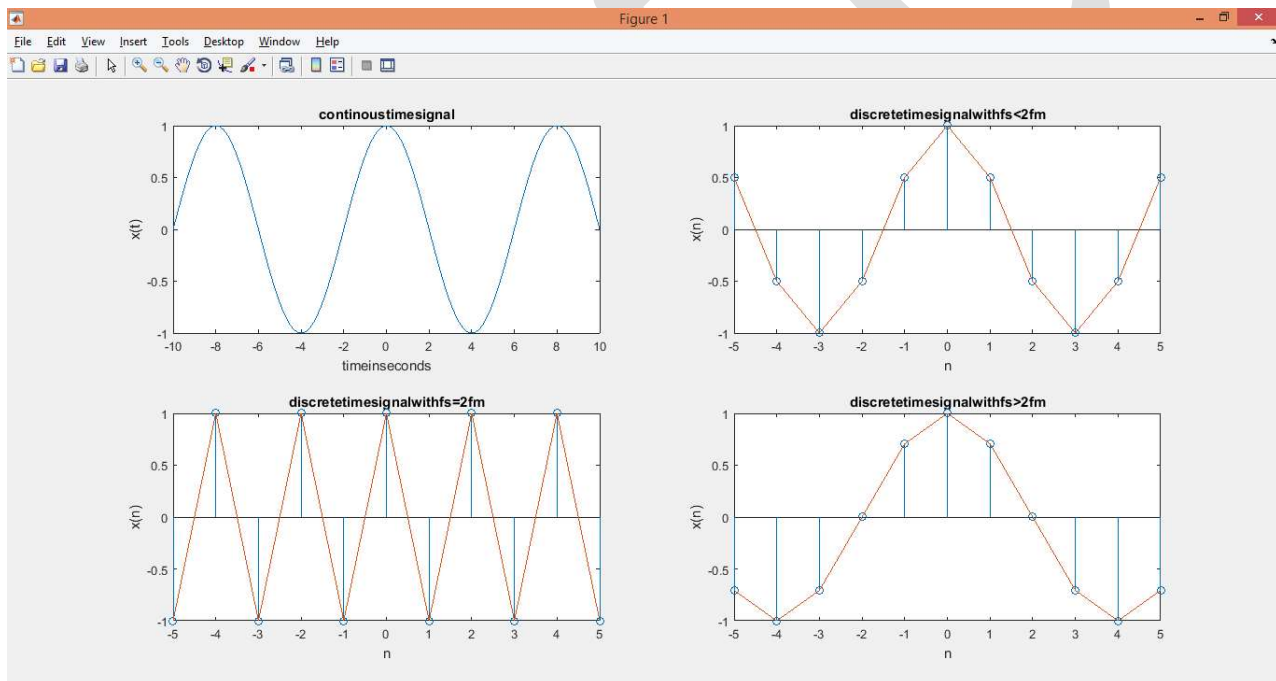 Figure 1
File Edit View Insert Tools Desktop Window Help
continoustimesignal
1
0.5
0
-0.5
-1
x(t)
-10 -8 -6 -4 -2 0 2 4 6 8 10
timeinseconds
discretetimesignalwithfs<2fm
1
0.5
0
-0.5
-1
x(n)
-5 -4 -3 -2 -1 0 1 2 3 4 5
n
discretetimesignalwithfs=2fm
1
0.5
0
-0.5
-1
x(n)
-5 -4 -3 -2 -1 0 1 2 3 4 5
n
discretetimesignalwithfs>2fm
1
0.5
0
-0.5
-1
x(n)
-5 -4 -3 -2 -1 0 1 2 3 4 5
n